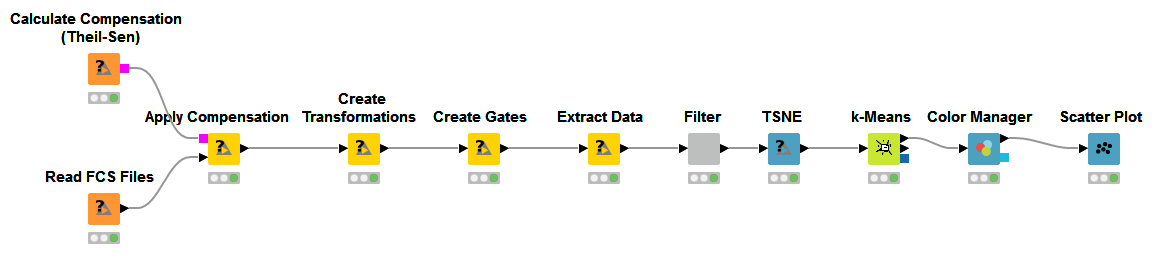 Calculate Compensation
(Theil-Sen)
Apply Compensation
Create
Transformations
Create Gates
Extract Data
Filter
TSNE
k-Means
Color Manager
Scatter Plot
Read FCS Files